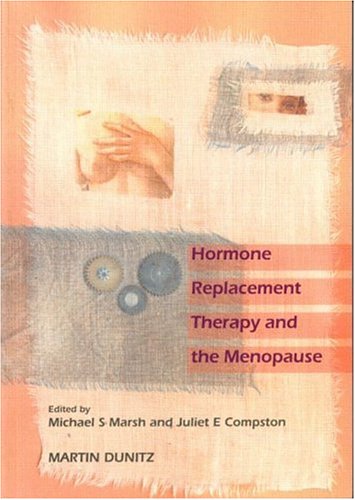 Hormone
Replacement
Therapy and
the Menopause
Edited by
Michael S Marsh and Juliet E Compston
MARTIN DUNITZ